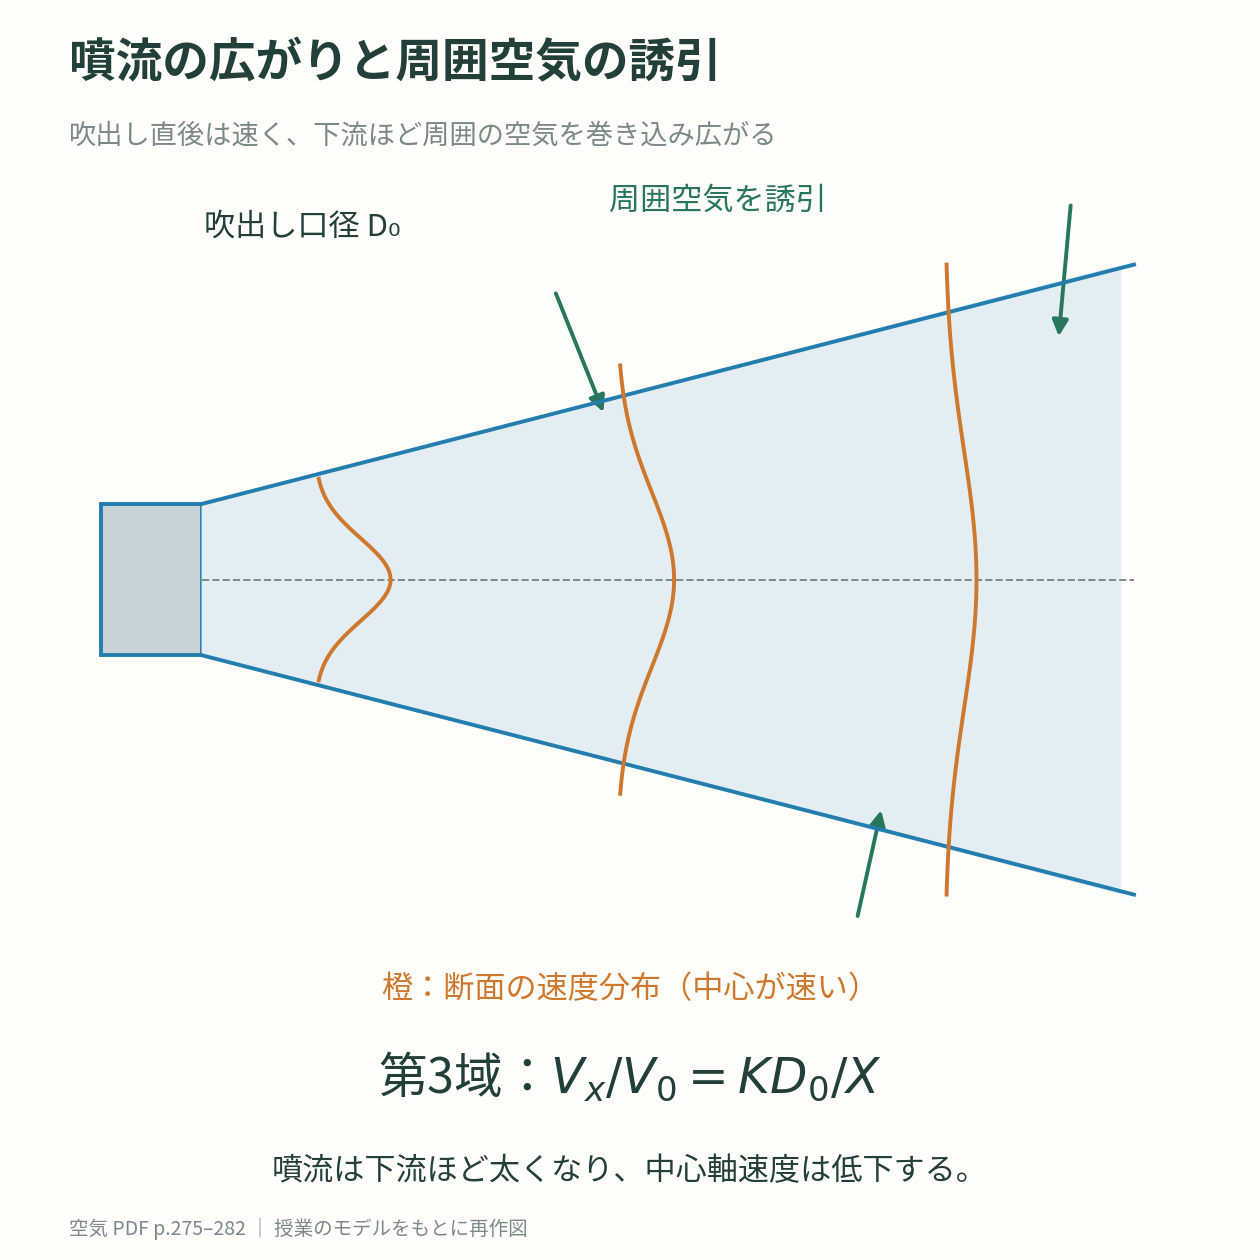 噴流の広がりと周囲空気の誘引
吹出し直後は速く、下流ほど周囲の空気を巻き込み広がる
周囲空気を誘引
吹出し口径 D₀
橙：断面の速度分布（中心が速い）
第3域：Vₓ/V₀ = KD₀/X
噴流は下流ほど太くなり、中心軸速度は低下する。
空気 PDF p.275–282 ｜ 授業のモデルをもとに再作図